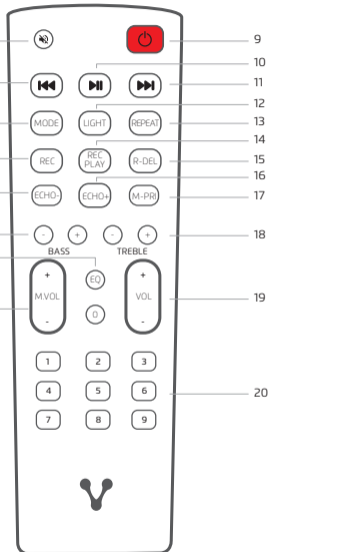 9
10
11
12
MODE LIGHT REPEAT 13
14
REC REC PLAY R-DEL 15
16
ECHO- ECHO+ M-PRI 17
- + - + 18
BASS TREBLE
EQ
+ +
M.VOL VOL 19
0
- -
1 2 3
4 5 6 20
7 8 9